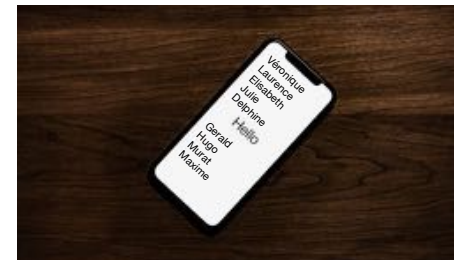 Véronique
Laurence
Elisabeth
Julie
Delphine
Hello
Gerald
Hugo
Murat
Maxime